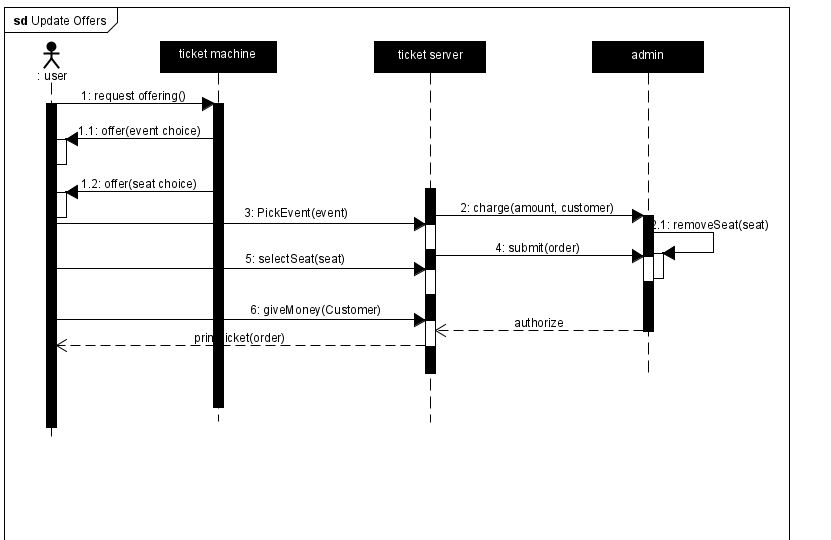 sd Update Offers
ticket machine
ticket server
admin
: user
1: request offering()
1.1: offer(event choice)
1.2: offer(seat choice)
3: PickEvent(event)
2: charge(amount, customer)
2.1: removeSeat(seat)
4: submit(order)
5: selectSeat(seat)
6: giveMoney(Customer)
authorize
printTicket(order)